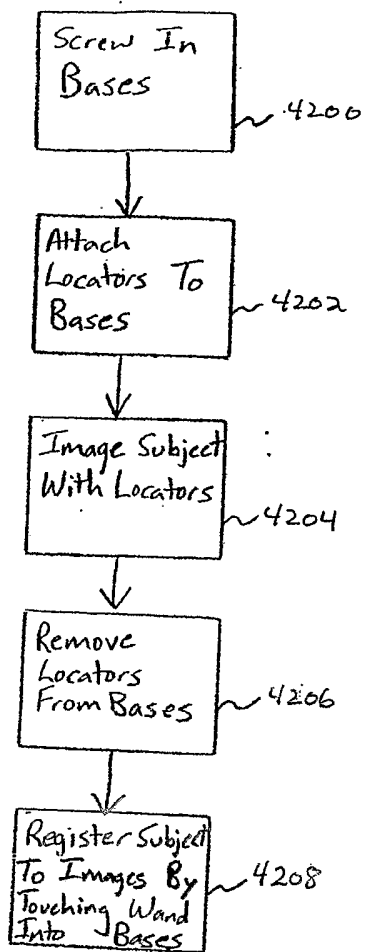 Screw In
Bases
4200
Attach
Locators To
Bases
4202
Image Subject
With Locators
4204
Remove
Locators
From Bases
4206
Register Subject
To Images By
Touching Wand
Into Bases
4208